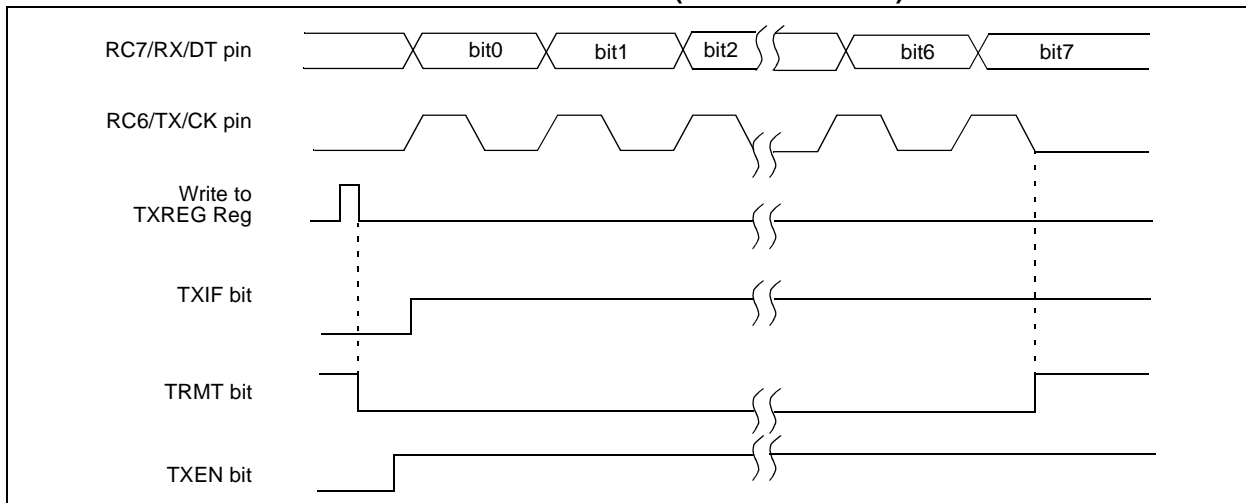 RC7/RX/DT pin
bit0 bit1 bit2 bit6 bit7
RC6/TX/CK pin
Write to
TXREG Reg
TXIF bit
TRMT bit
TXEN bit